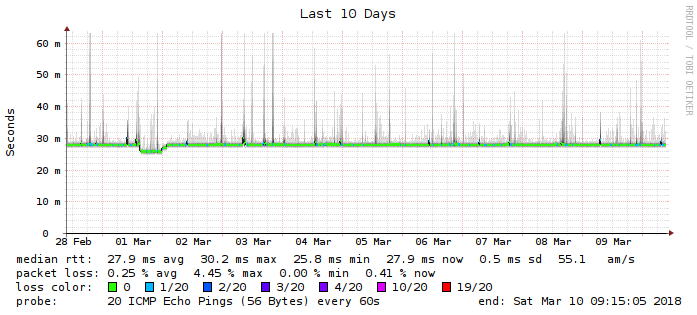 Last 10 Days
RRDTOOL / TOBI OETIKER
Seconds
60 m
50 m
40 m
30 m
20 m
10 m
0
28 Feb 01 Mar 02 Mar 03 Mar 04 Mar 05 Mar 06 Mar 07 Mar 08 Mar 09 Mar
median rtt: 27.9 ms avg 30.2 ms max 25.8 ms min 27.9 ms now 0.5 ms sd 55.1 am/s
packet loss: 0.25 % avg 4.45 % max 0.00 % min 0.41 % now
loss color: 0 1/20 2/20 3/20 4/20 10/20 19/20
probe: 20 ICMP Echo Pings (56 Bytes) every 60s end: Sat Mar 10 09:15:05 2018